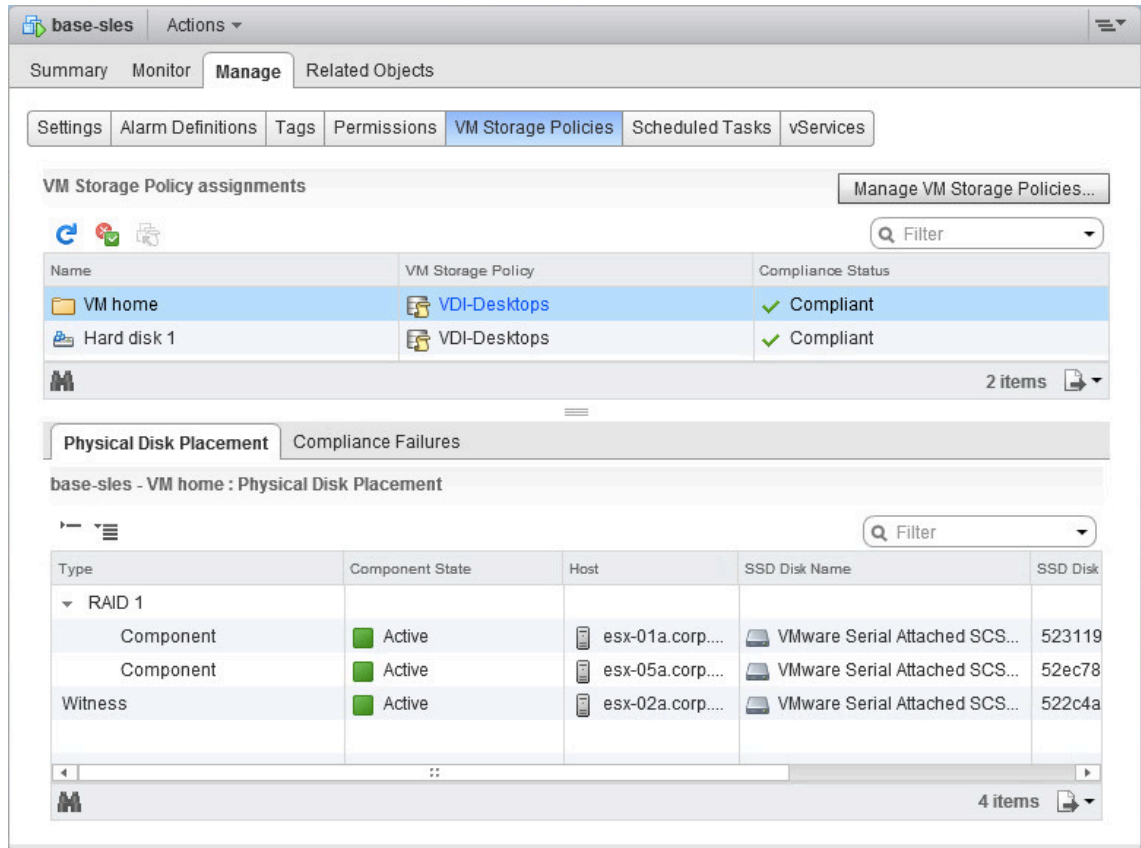 base-sles Actions
Summary Monitor Manage Related Objects
Settings Alarm Definitions Tags Permissions VM Storage Policies Scheduled Tasks vServices
VM Storage Policy assignments Manage VM Storage Policies...
Filter
Name VM Storage Policy Compliance Status
VM home VDI-Desktops Compliant
Hard disk 1 VDI-Desktops Compliant
2 items
Physical Disk Placement Compliance Failures
base-sles - VM home : Physical Disk Placement
Filter
Type Component State Host SSD Disk Name SSD Disk
RAID 1
Component Active esx-01a.corp.... VMware Serial Attached SCS... 523119
Component Active esx-05a.corp.... VMware Serial Attached SCS... 52ec78
Witness Active esx-02a.corp.... VMware Serial Attached SCS... 522c4a
4 items